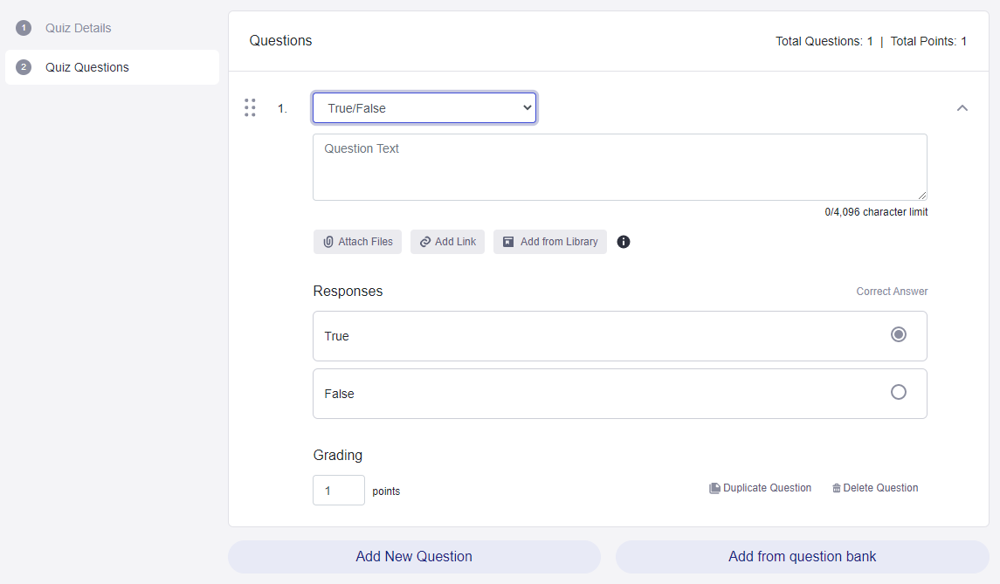 1 Quiz Details
2 Quiz Questions
Questions
Total Questions: 1 | Total Points: 1
1. True/False
Question Text
0/4,096 character limit
Attach Files Add Link Add from Library
Responses Correct Answer
True
False
Grading
1 points Duplicate Question Delete Question
Add New Question Add from question bank